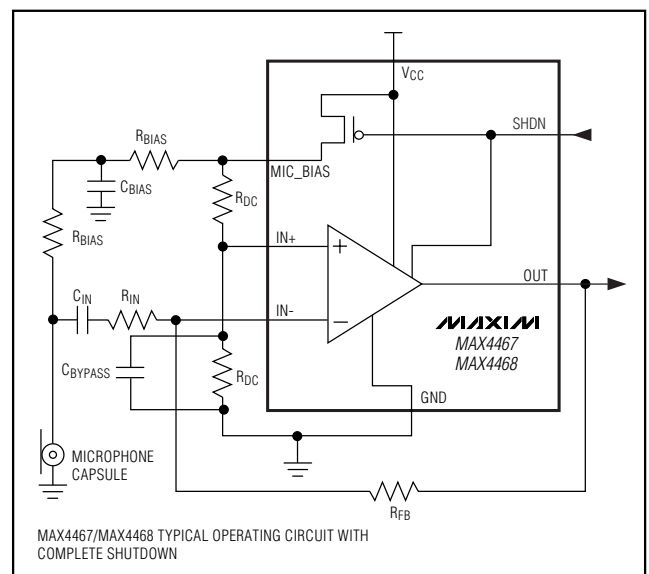 VCC
SHDN
RBIAS
MIC_BIAS
CBIAS
RDC
RBIAS
IN+
+
OUT
CIN
RIN
IN-
−
MAXIM
MAX4467
MAX4468
CBYPASS
RDC
GND
MICROPHONE
CAPSULE
RFB
MAX4467/MAX4468 TYPICAL OPERATING CIRCUIT WITH
COMPLETE SHUTDOWN